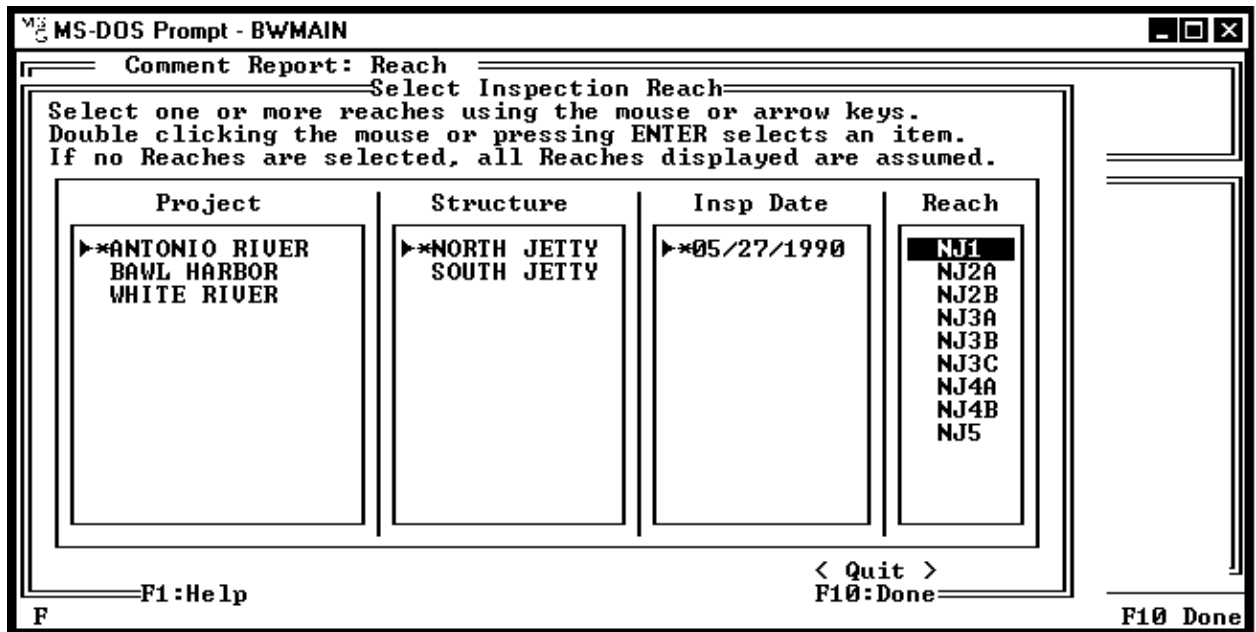 MS-DOS Prompt - BWMAIN
Comment Report: Reach
Select Inspection Reach
Select one or more reaches using the mouse or arrow keys.
Double clicking the mouse or pressing ENTER selects an item.
If no Reaches are selected, all Reaches displayed are assumed.
Project Structure Insp Date Reach
►*ANTONIO RIVER ►*NORTH JETTY ►*05/27/1990 NJ1
BAWL HARBOR SOUTH JETTY NJ2A
WHITE RIVER NJ2B
NJ3A
NJ3B
NJ3C
NJ4A
NJ4B
NJ5
< Quit >
F1:Help F10:Done
F F10 Done